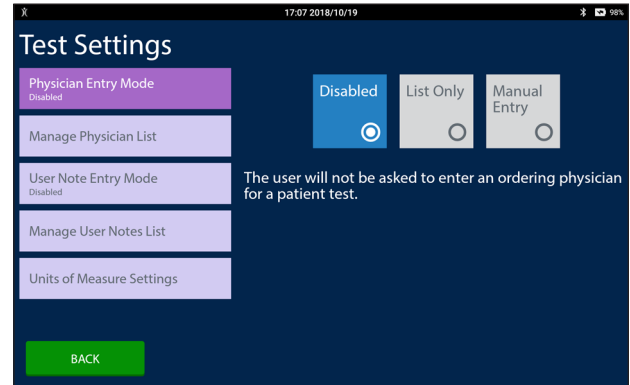 17:07 2018/10/19
98%
Test Settings
Physician Entry Mode
Disabled
Manage Physician List
User Note Entry Mode
Disabled
Manage User Notes List
Units of Measure Settings
BACK
Disabled
List Only
Manual
Entry
The user will not be asked to enter an ordering physician
for a patient test.